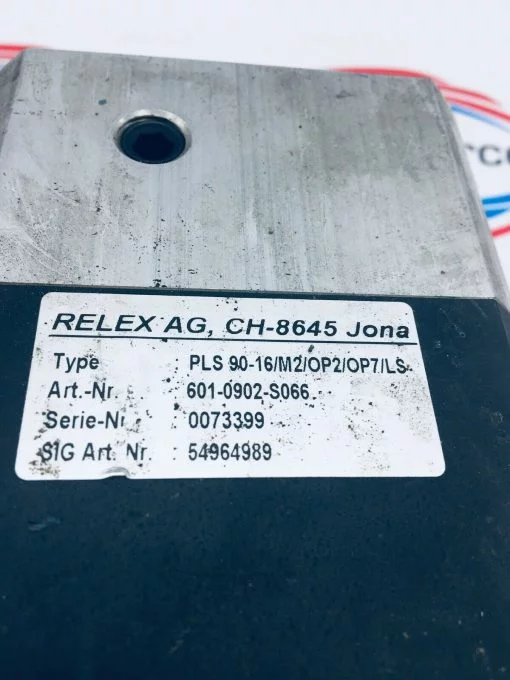 RELEX AG, CH-8645 Jona
Type : PLS 90-16/M2/OP2/OP7/LS
Art.-Nr. : 601-0902-S066
Serie-Nr : 0073399
SIG Art. Nr. : 54964989